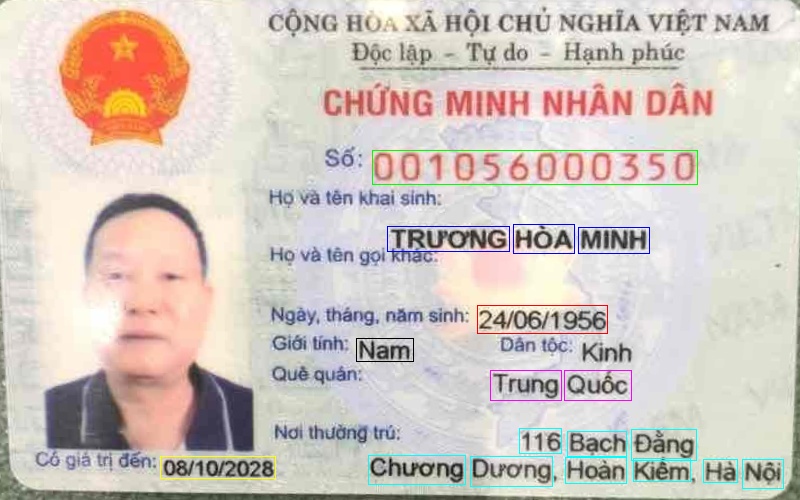 CỘNG HÒA XÃ HỘI CHỦ NGHĨA VIỆT NAM
Độc lập - Tự do - Hạnh phúc
CHỨNG MINH NHÂN DÂN
Số: 001056000350
Họ và tên khai sinh:
TRƯƠNG HÒA MINH
Họ và tên gọi khác:
Ngày, tháng, năm sinh: 24/06/1956
Giới tính: Nam Dân tộc: Kinh
Quê quán: Trung Quốc
Nơi thường trú: 116 Bạch Đằng
Chương Dương, Hoàn Kiếm, Hà Nội
Có giá trị đến: 08/10/2028